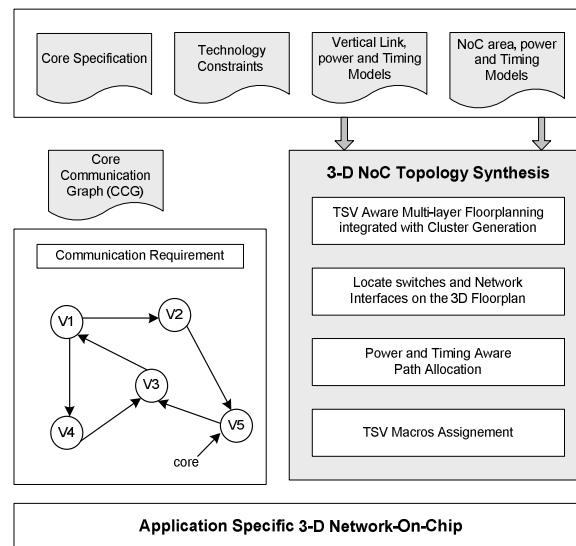 Core Specification
Technology
Constraints
Vertical Link,
power and Timing
Models
NoC area, power
and Timing
Models
Core
Communication
Graph (CCG)
Communication Requirement
V1
V2
V3
V4
V5
core
3-D NoC Topology Synthesis
TSV Aware Multi-layer Floorplanning
integrated with Cluster Generation
Locate switches and Network
Interfaces on the 3D Floorplan
Power and Timing Aware
Path Allocation
TSV Macros Assignement
Application Specific 3-D Network-On-Chip